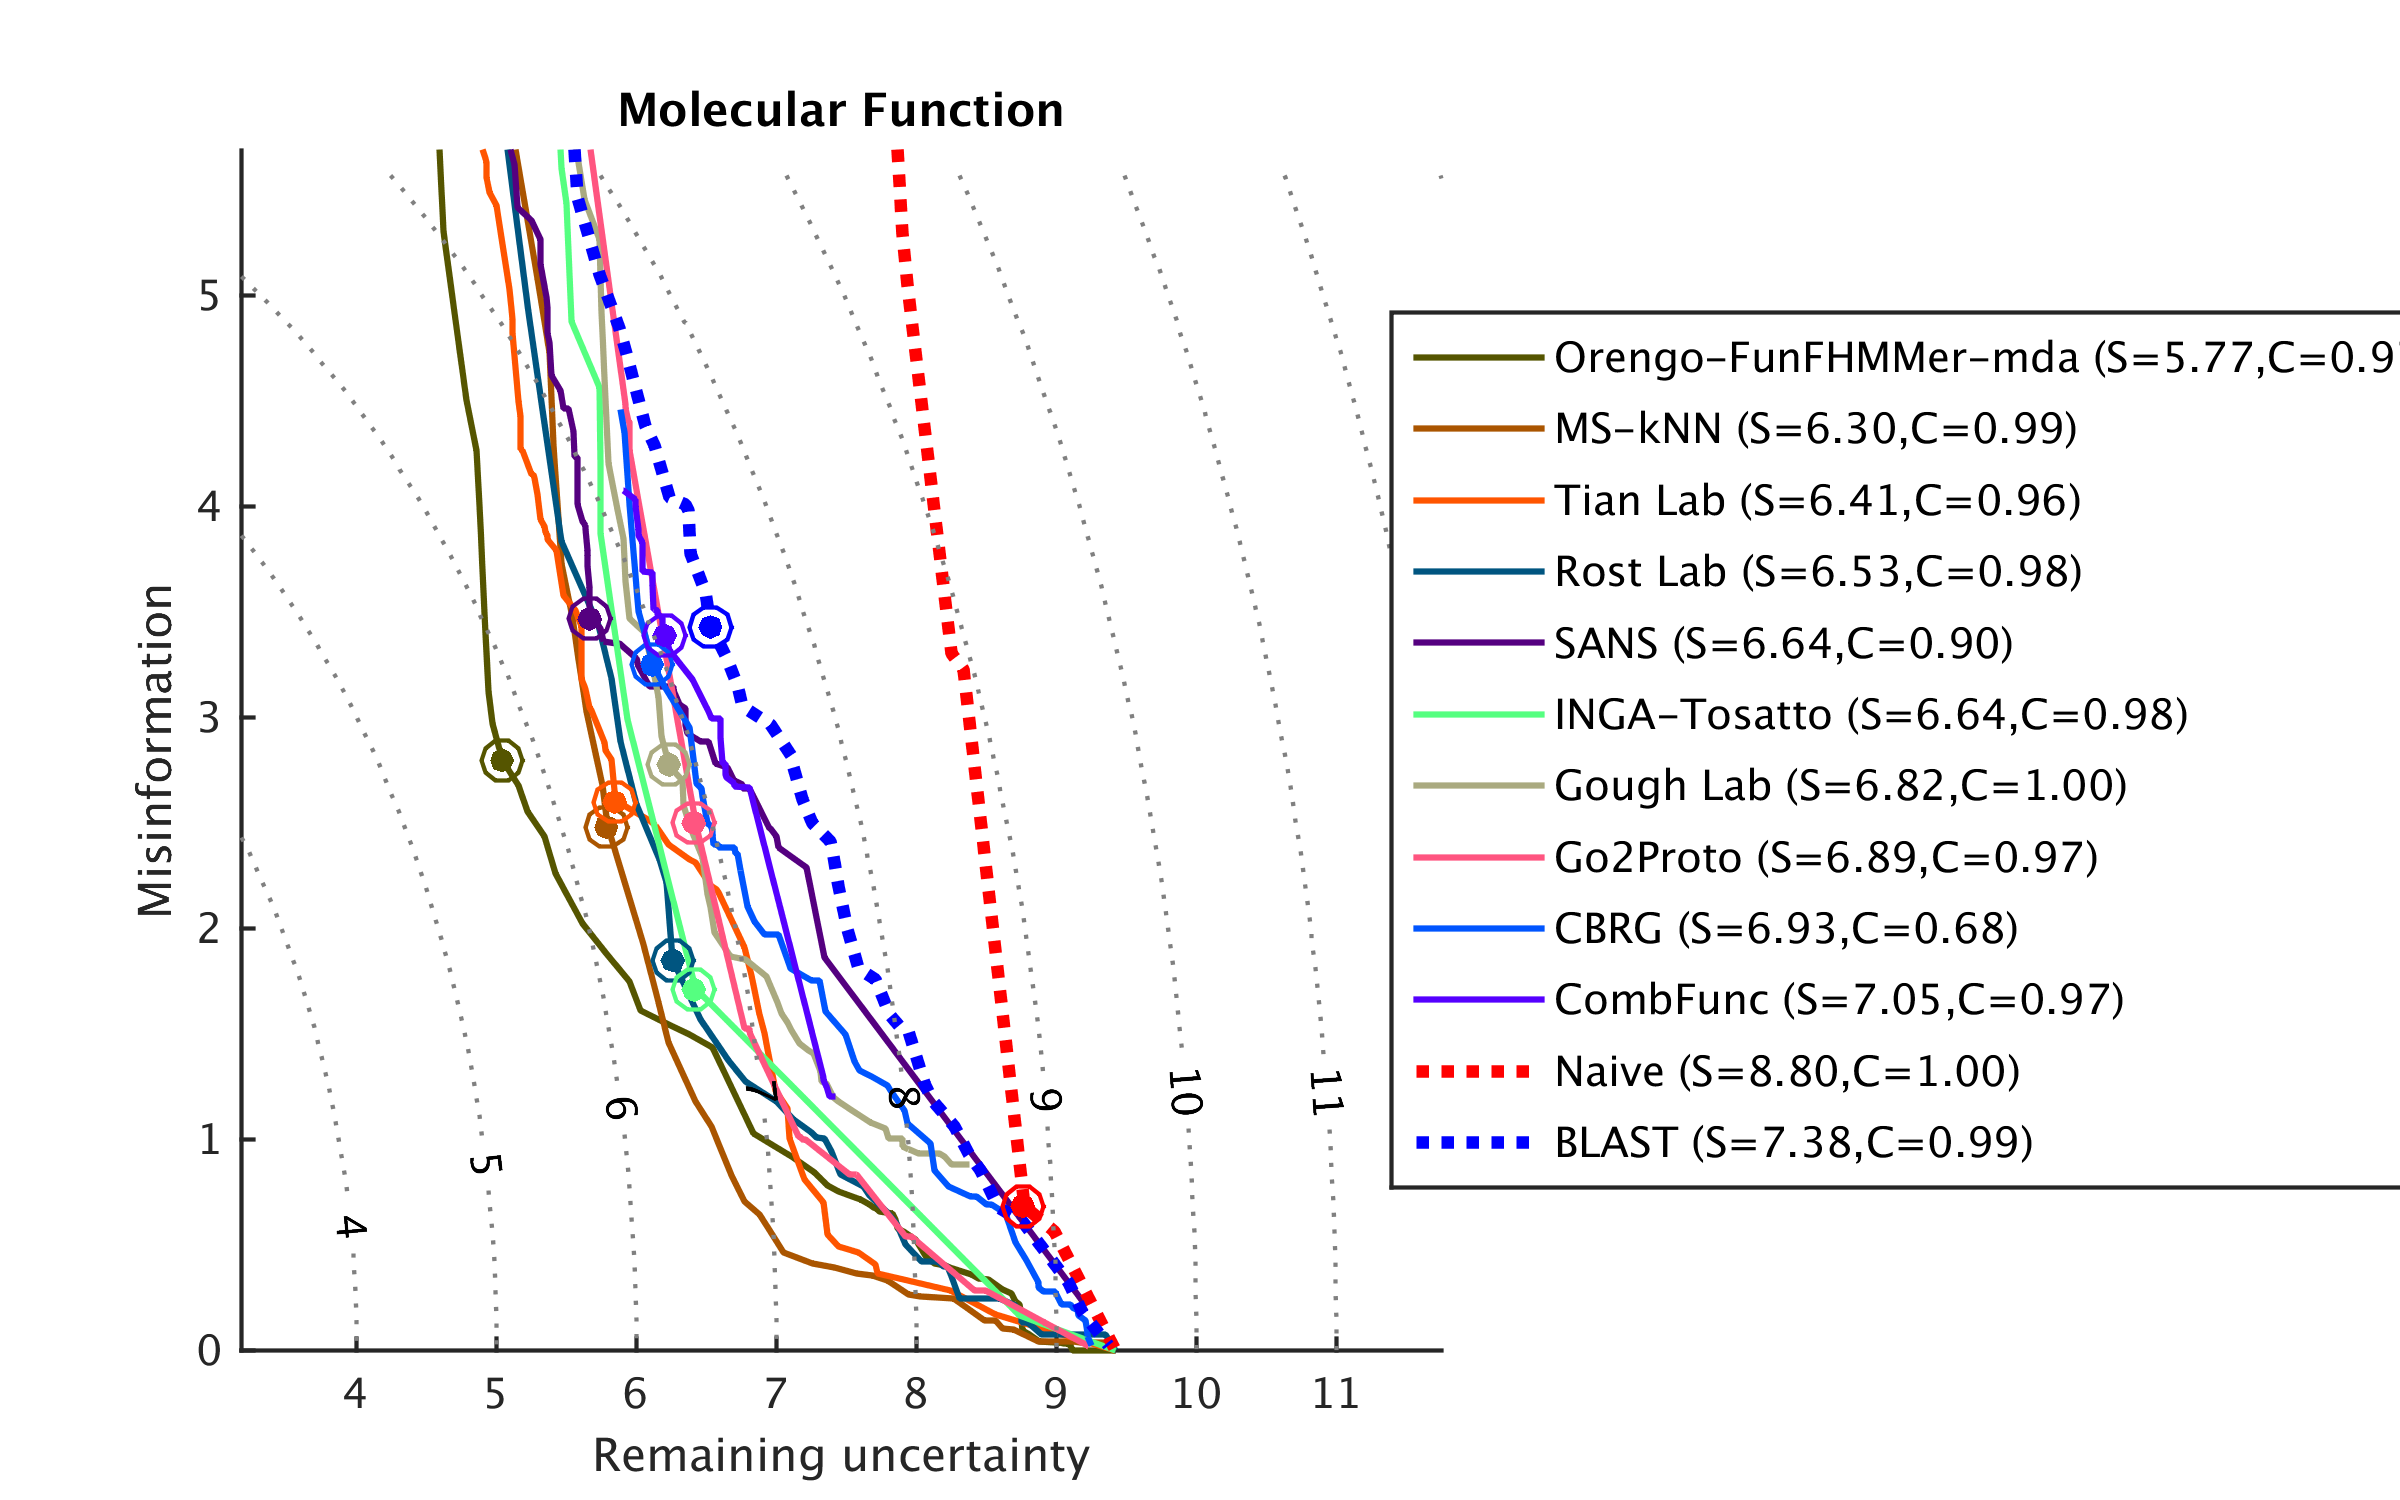 Molecular Function
Misinformation
5
4
3
2
1
0
4
5
6
7
8
9
10
11
4 5 6 7 8 9 10 11
Remaining uncertainty
Orengo-FunFHMMer-mda (S=5.77,C=0.9
MS-kNN (S=6.30,C=0.99)
Tian Lab (S=6.41,C=0.96)
Rost Lab (S=6.53,C=0.98)
SANS (S=6.64,C=0.90)
INGA-Tosatto (S=6.64,C=0.98)
Gough Lab (S=6.82,C=1.00)
Go2Proto (S=6.89,C=0.97)
CBRG (S=6.93,C=0.68)
CombFunc (S=7.05,C=0.97)
Naive (S=8.80,C=1.00)
BLAST (S=7.38,C=0.99)